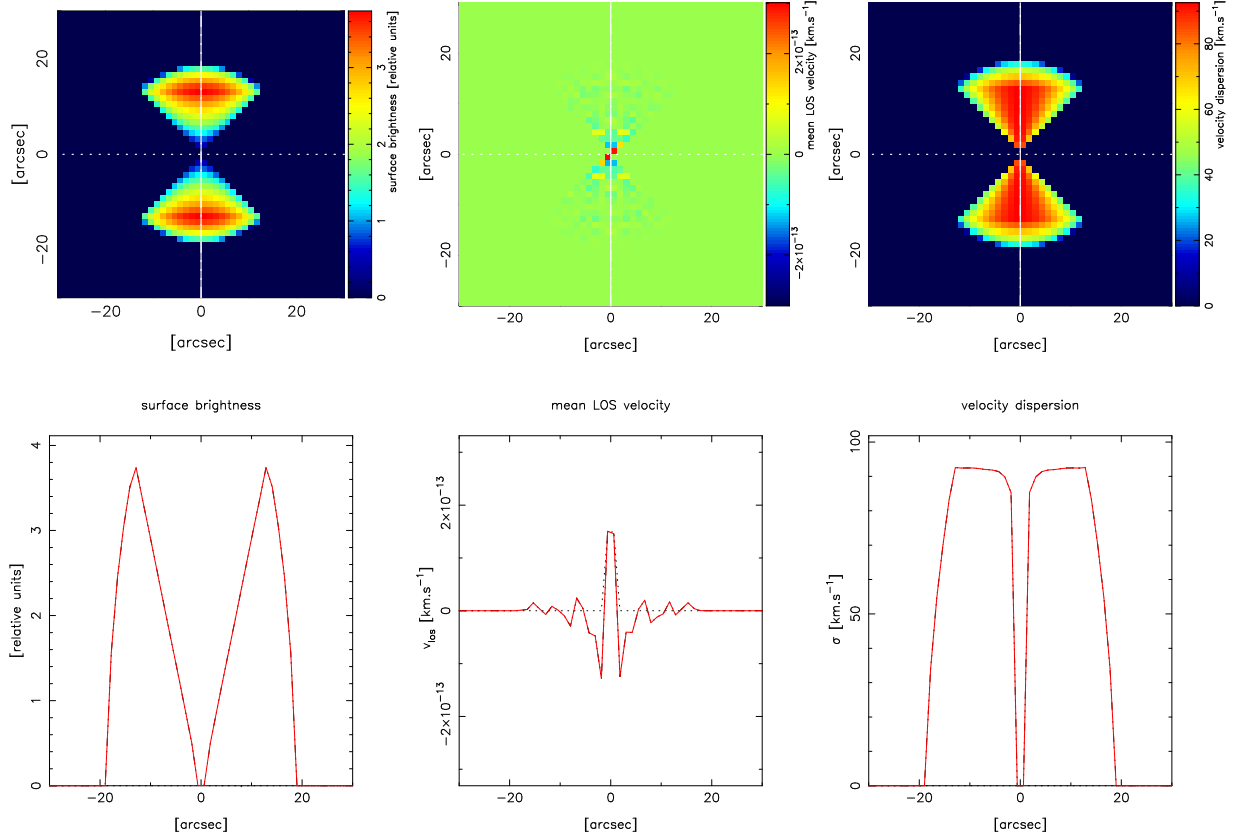 20
0
−20
[arcsec]
−20 0 20
[arcsec]
0 1 2 3
surface brightness [relative units]
20
0
−20
[arcsec]
−20 0 20
[arcsec]
−2×10−13 0 2×10−13
mean LOS velocity [km.s−1]
20
0
−20
[arcsec]
−20 0 20
[arcsec]
0 20 40 60 80
velocity dispersion [km.s−1]
surface brightness
4
3
2
1
0
[relative units]
−20 0 20
[arcsec]
mean LOS velocity
2×10−13
0
−2×10−13
vlos [km.s−1]
−20 0 20
[arcsec]
velocity dispersion
100
50
0
σ [km.s−1]
−20 0 20
[arcsec]